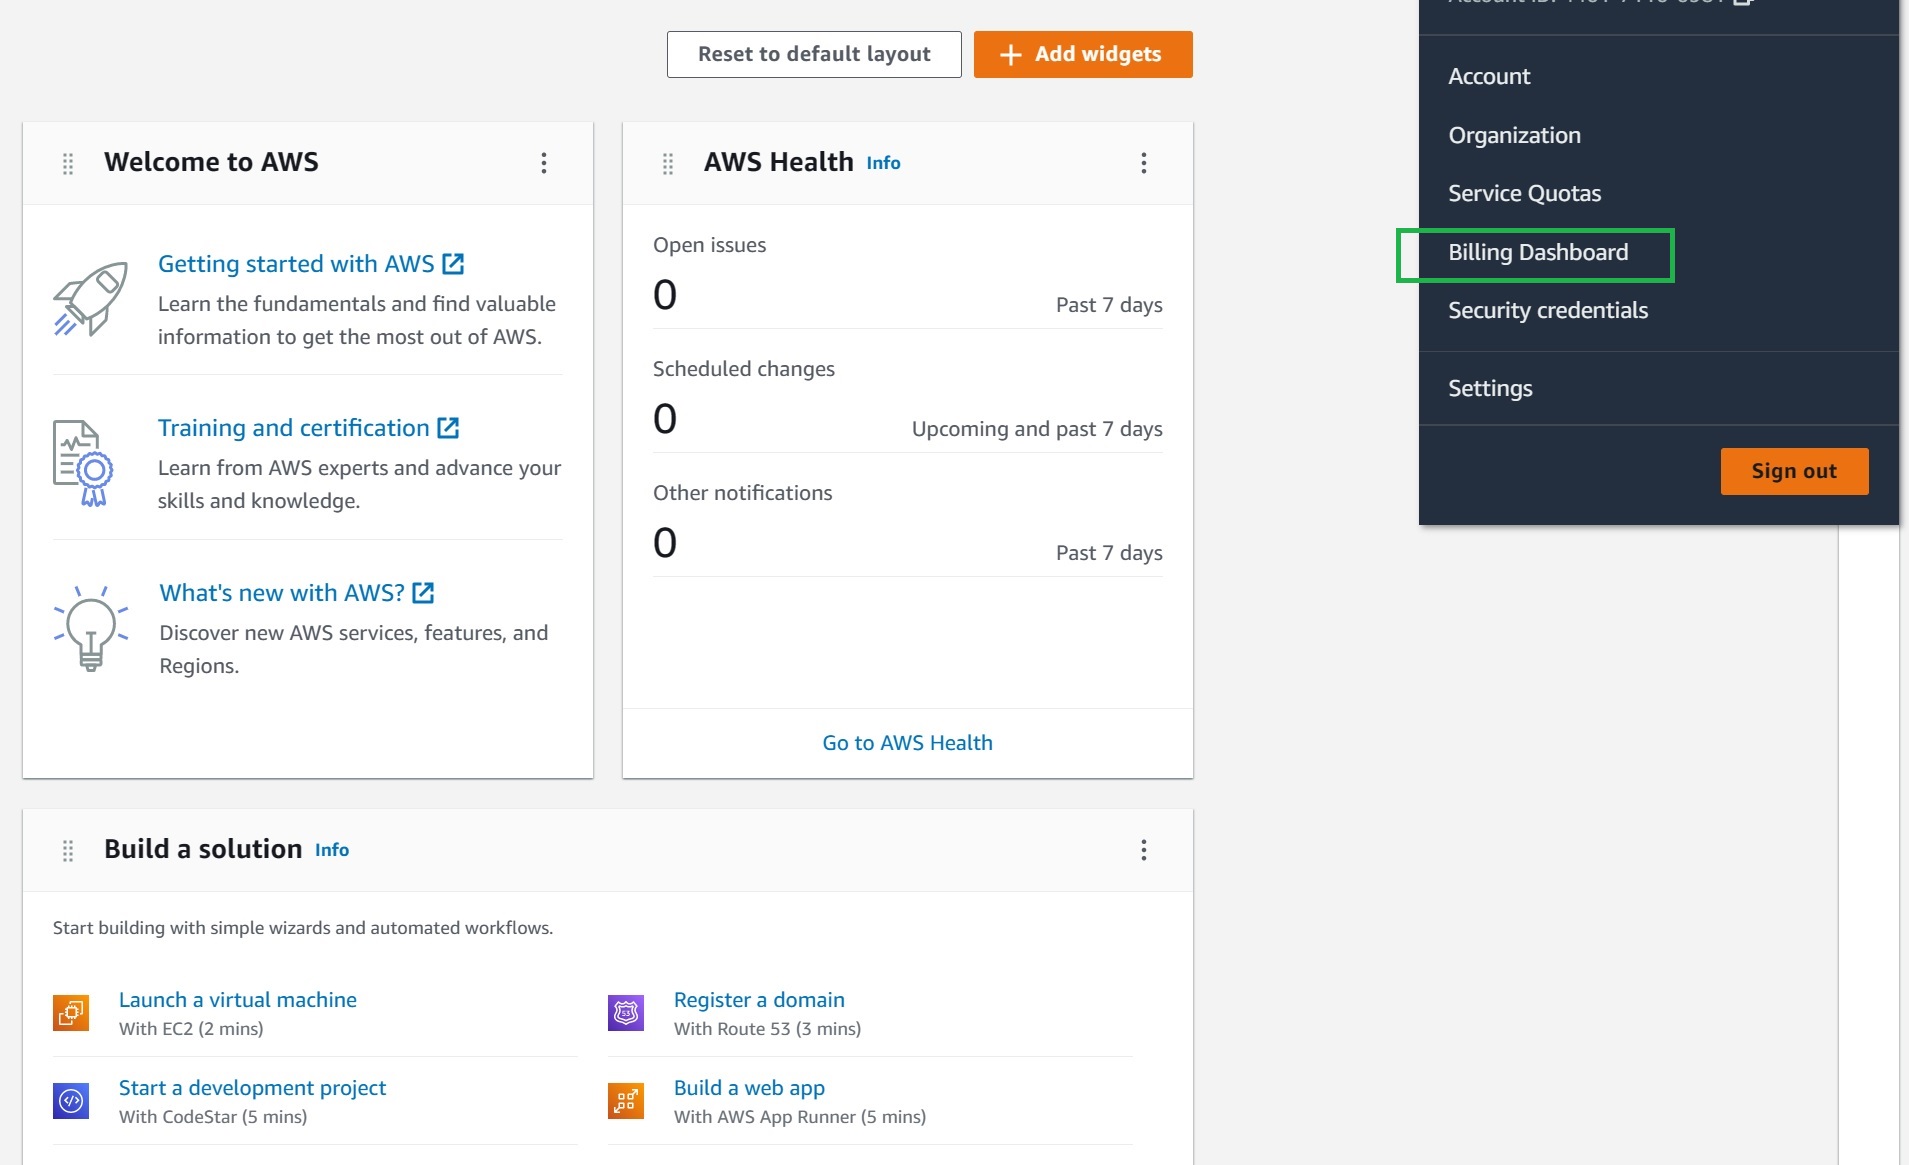 Reset to default layout
Add widgets
Account
Organization
Service Quotas
Billing Dashboard
Security credentials
Settings
Sign out
Welcome to AWS
Getting started with AWS
Learn the fundamentals and find valuable
information to get the most out of AWS.
Training and certification
Learn from AWS experts and advance your
skills and knowledge.
What's new with AWS?
Discover new AWS services, features, and
Regions.
AWS Health Info
Open issues
0 Past 7 days
Scheduled changes
0 Upcoming and past 7 days
Other notifications
0 Past 7 days
Go to AWS Health
Build a solution Info
Start building with simple wizards and automated workflows.
Launch a virtual machine
With EC2 (2 mins)
Register a domain
With Route 53 (3 mins)
Start a development project
With CodeStar (5 mins)
Build a web app
With AWS App Runner (5 mins)